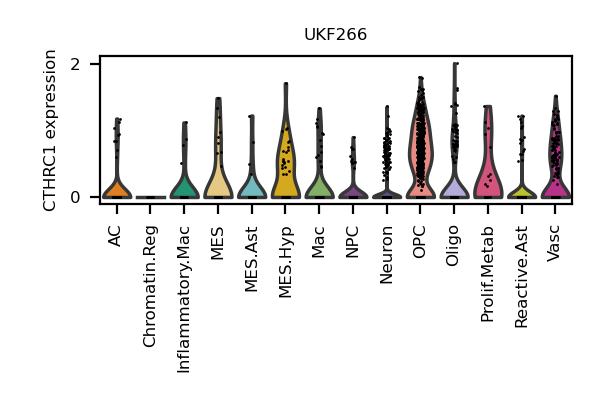 UKF266
CTHRC1 expression
2
0
AC
Chromatin.Reg
Inflammatory.Mac
MES
MES.Ast
MES.Hyp
Mac
NPC
Neuron
OPC
Oligo
Prolif.Metab
Reactive.Ast
Vasc